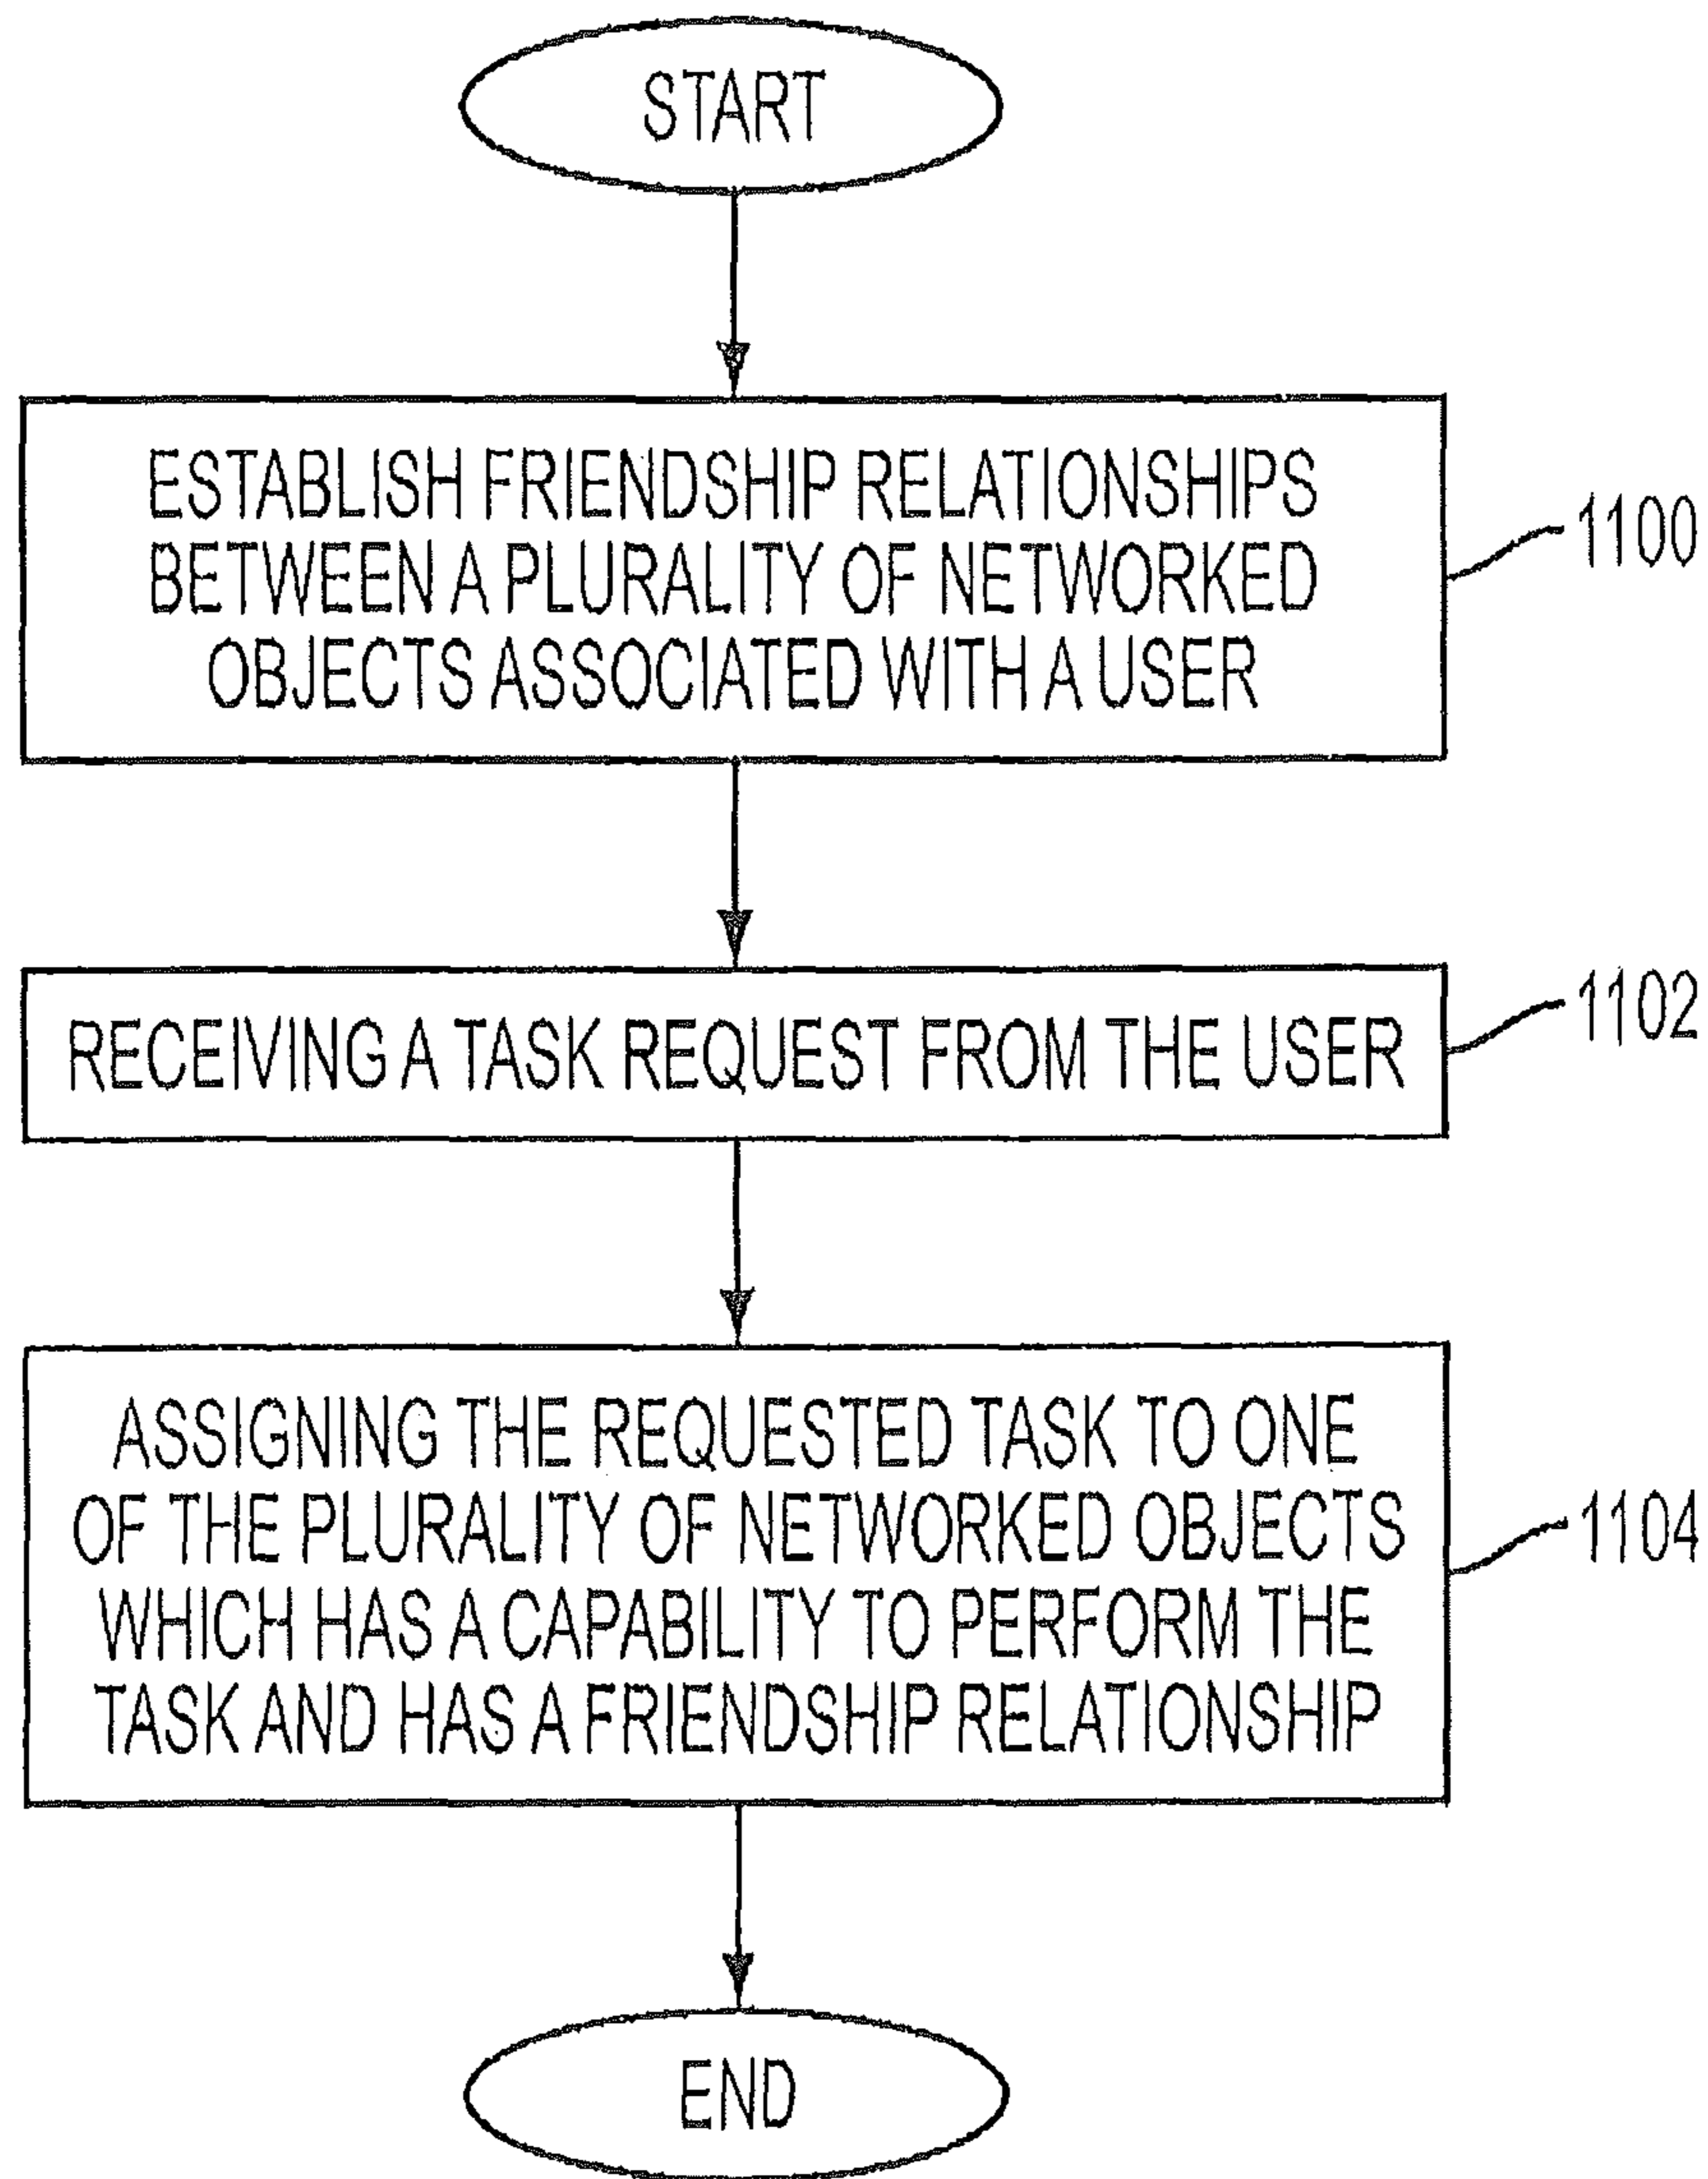 START
ESTABLISH FRIENDSHIP RELATIONSHIPS
BETWEEN A PLURALITY OF NETWORKED
OBJECTS ASSOCIATED WITH A USER
1100
RECEIVING A TASK REQUEST FROM THE USER
1102
ASSIGNING THE REQUESTED TASK TO ONE
OF THE PLURALITY OF NETWORKED OBJECTS
WHICH HAS A CAPABILITY TO PERFORM THE
TASK AND HAS A FRIENDSHIP RELATIONSHIP
1104
END